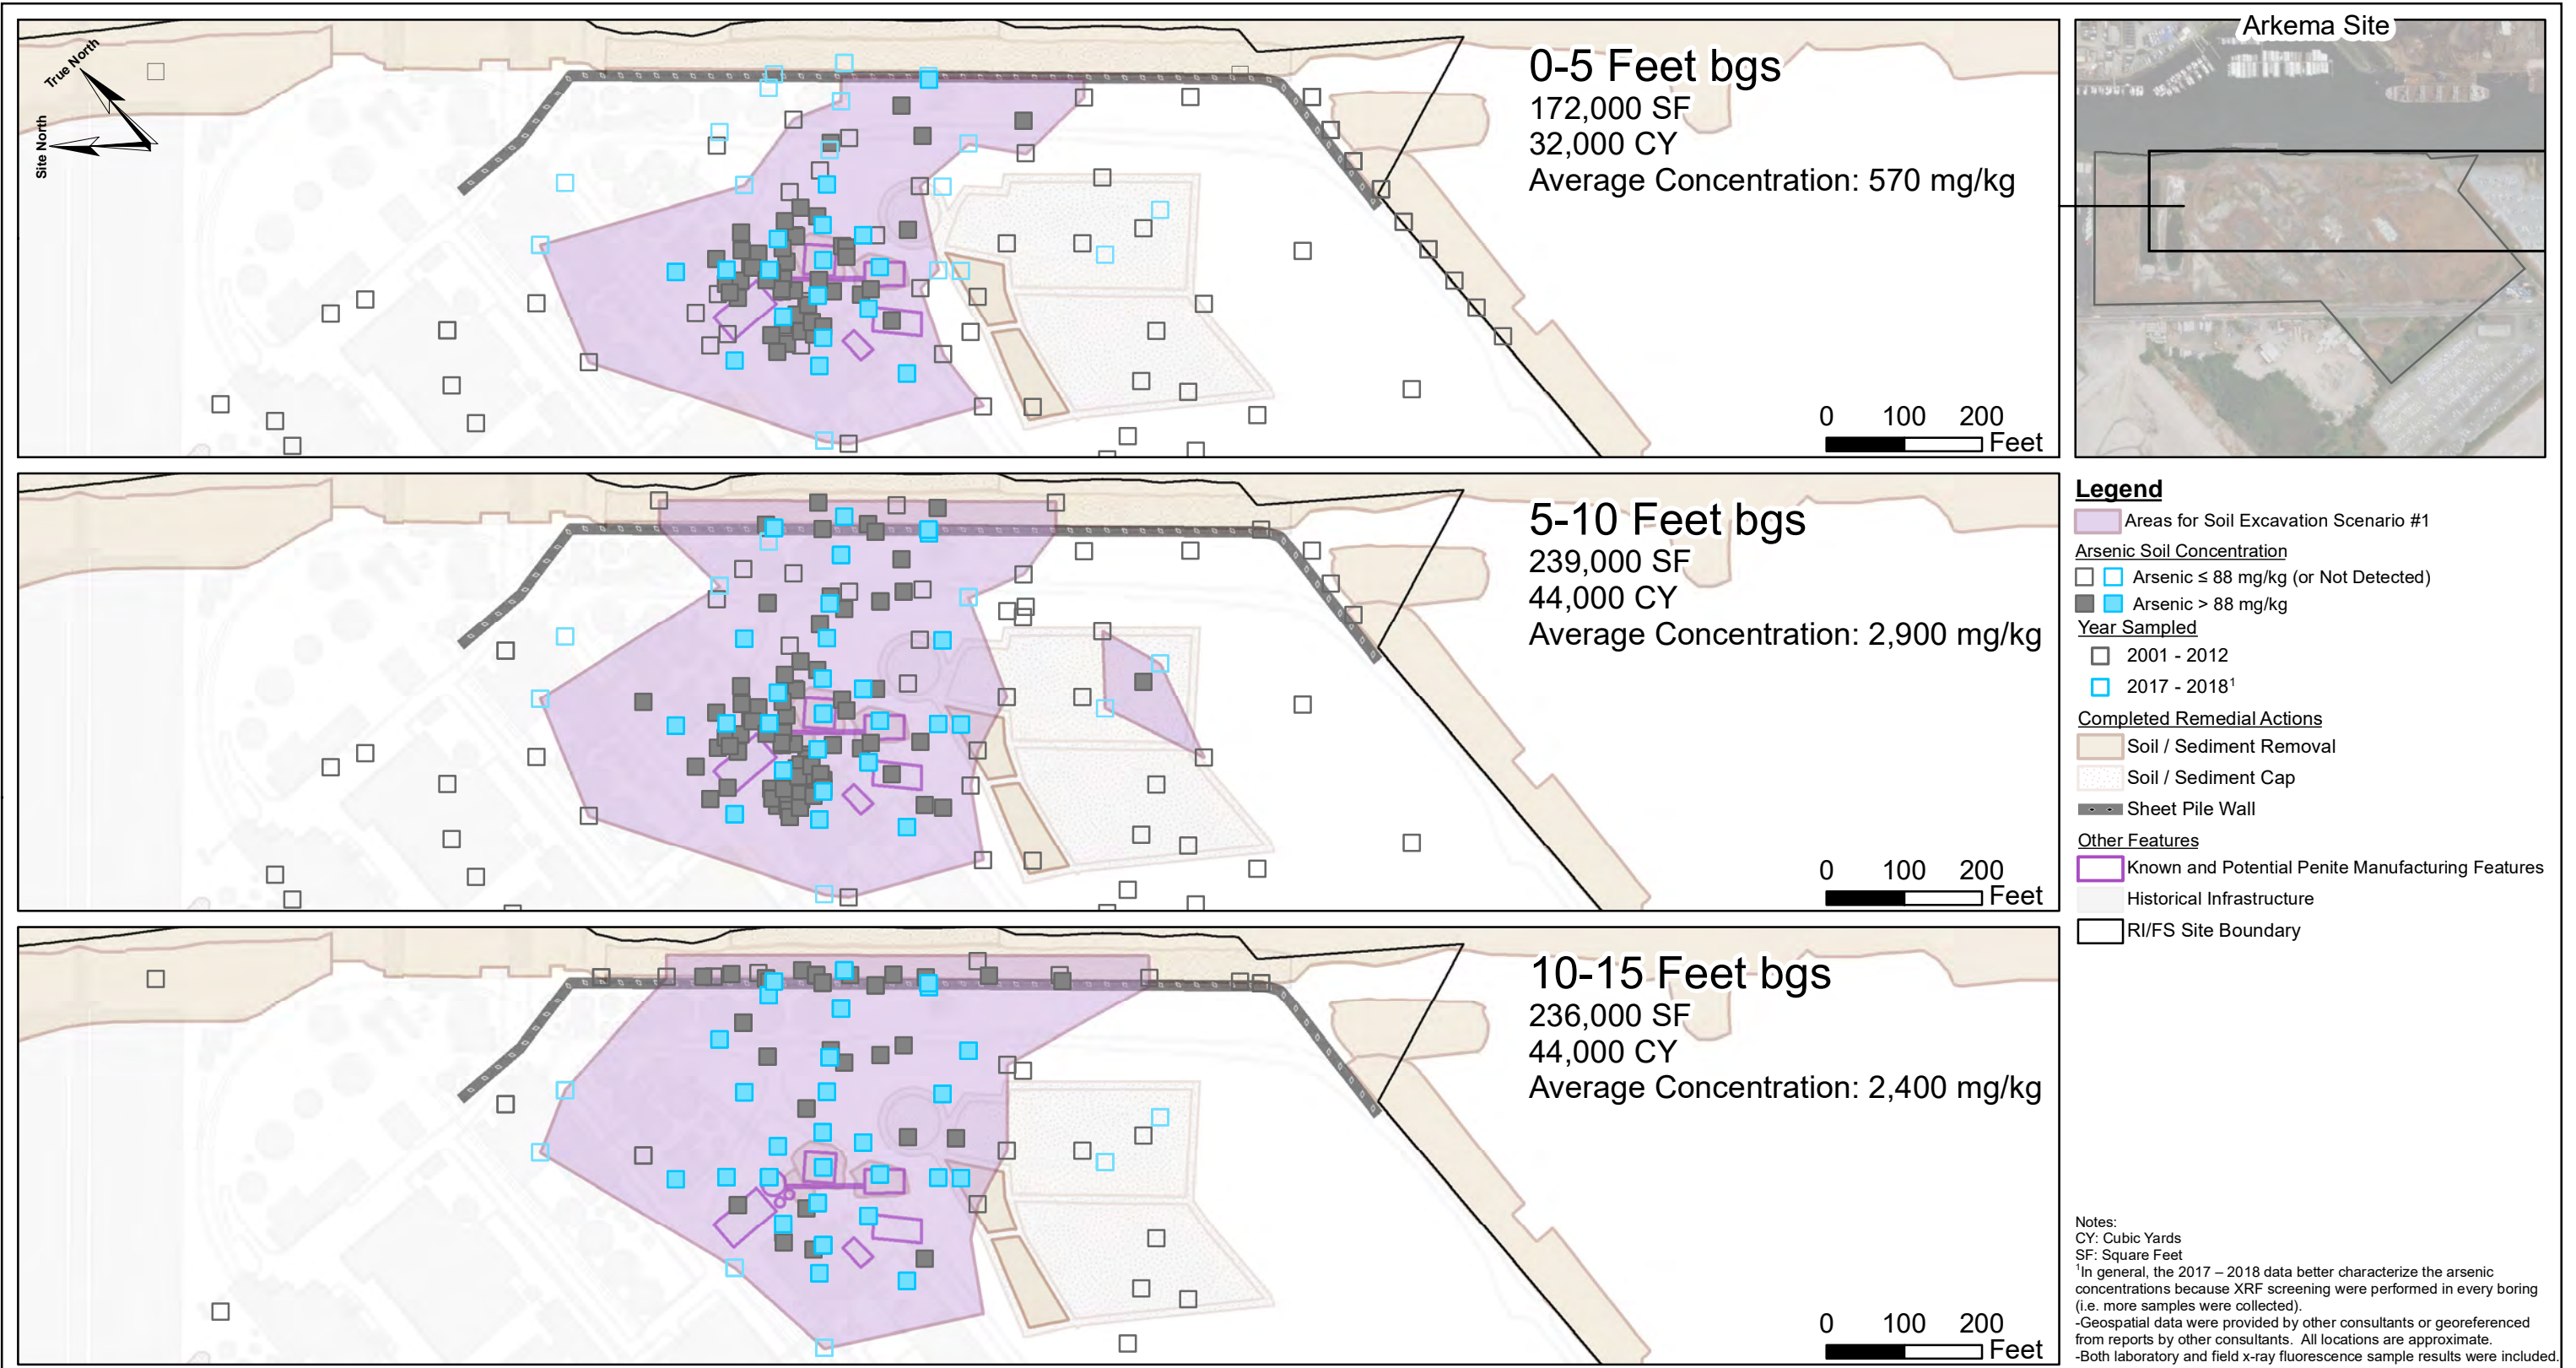 True North
Site North
0-5 Feet bgs
172,000 SF
32,000 CY
Average Concentration: 570 mg/kg
0 100 200
Feet
Arkema Site
5-10 Feet bgs
239,000 SF
44,000 CY
Average Concentration: 2,900 mg/kg
0 100 200
Feet
10-15 Feet bgs
236,000 SF
44,000 CY
Average Concentration: 2,400 mg/kg
0 100 200
Feet
Legend
Areas for Soil Excavation Scenario #1
Arsenic Soil Concentration
Arsenic ≤ 88 mg/kg (or Not Detected)
Arsenic > 88 mg/kg
Year Sampled
2001 - 2012
2017 - 2018¹
Completed Remedial Actions
Soil / Sediment Removal
Soil / Sediment Cap
Sheet Pile Wall
Other Features
Known and Potential Penite Manufacturing Features
Historical Infrastructure
RI/FS Site Boundary
Notes:
CY: Cubic Yards
SF: Square Feet
¹In general, the 2017 – 2018 data better characterize the arsenic
concentrations because XRF screening were performed in every boring
(i.e. more samples were collected).
-Geospatial data were provided by other consultants or georeferenced
from reports by other consultants. All locations are approximate.
-Both laboratory and field x-ray fluorescence sample results were included.